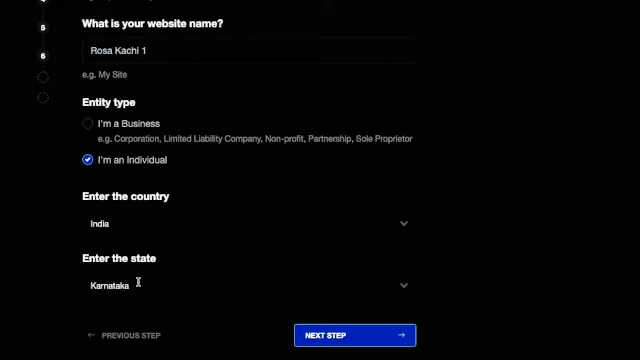 5
What is your website name?
Rosa Kachi 1
6
e.g. My Site
Entity type
I'm a Business
e.g. Corporation, Limited Liability Company, Non-profit, Partnership, Sole Proprietor
I'm an Individual
Enter the country
India
Enter the state
Karnataka
PREVIOUS STEP
NEXT STEP